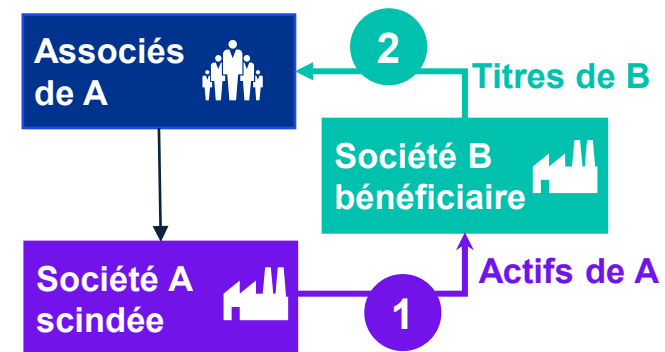 Associés
de A
2
Titres de B
Société B
bénéficiaire
Société A
scindée
1
Actifs de A